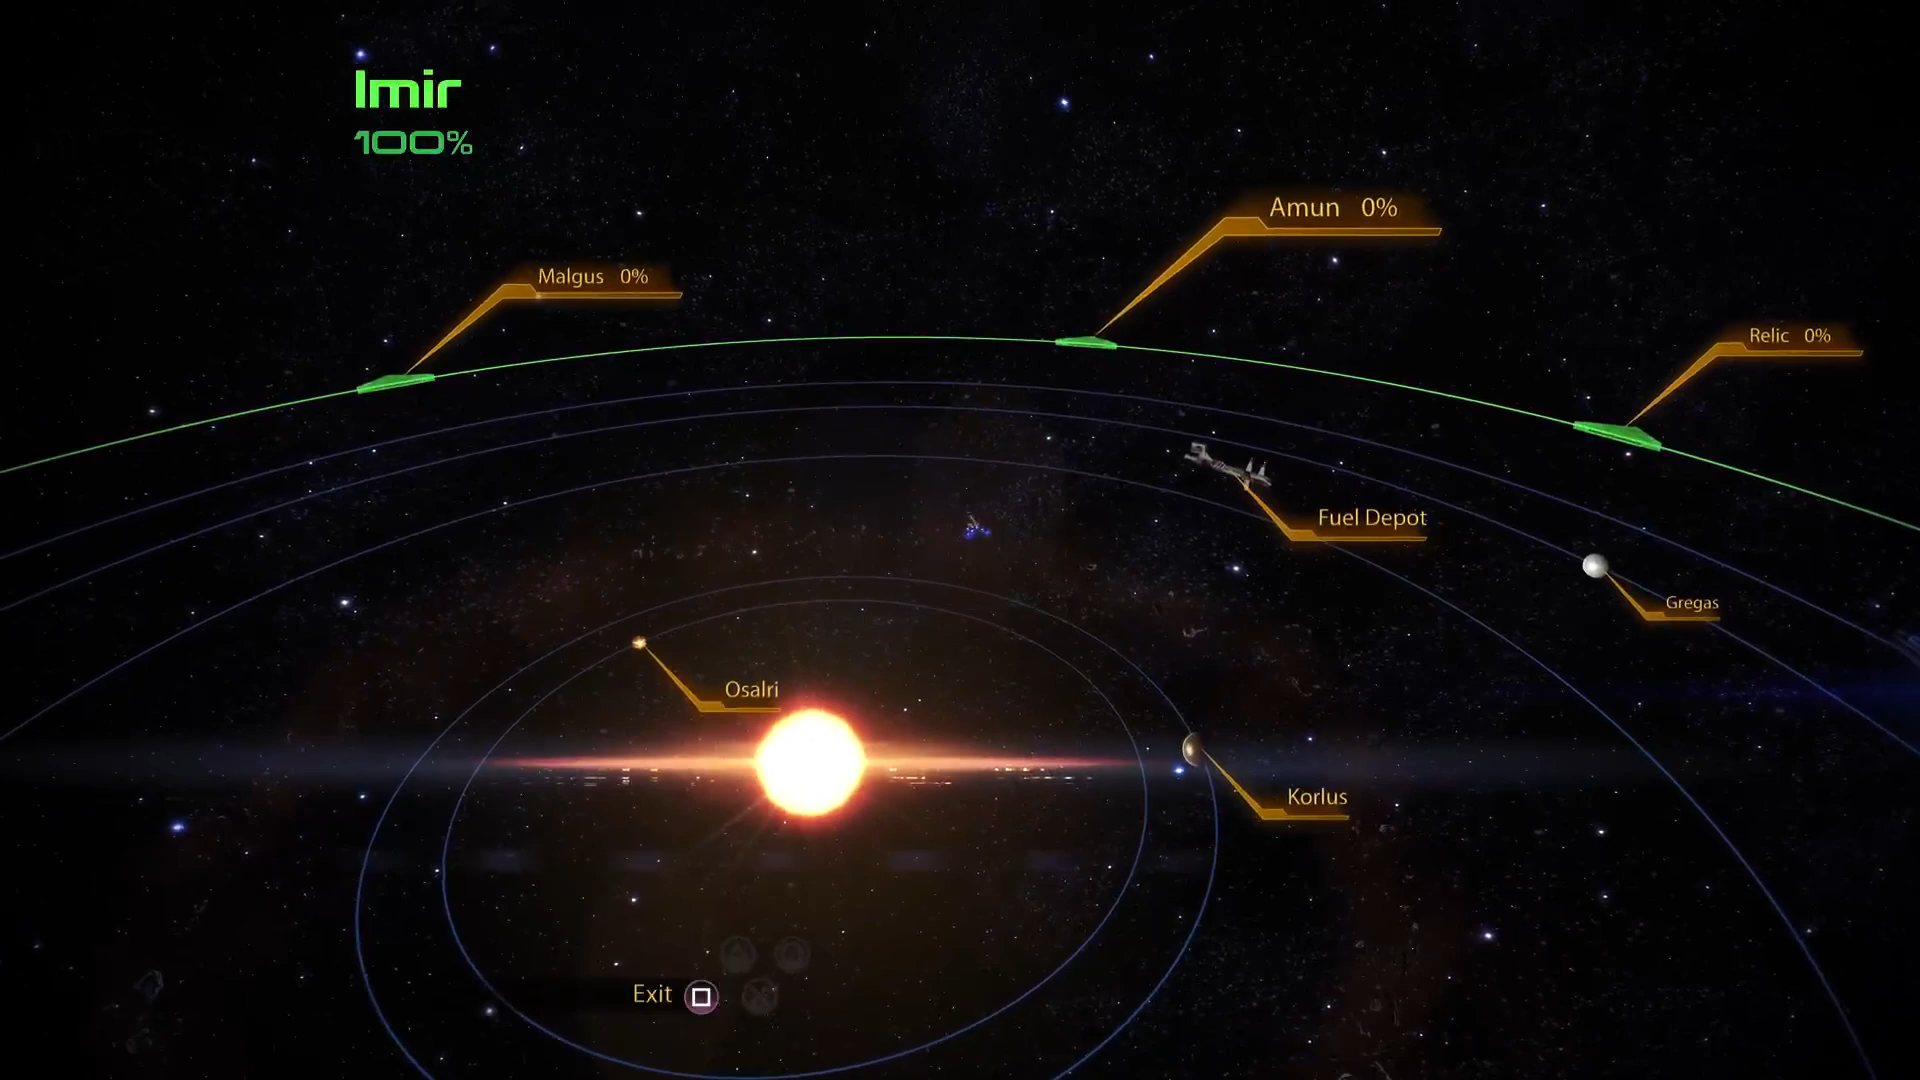 Imir
100%
Amun 0%
Malgus 0%
Relic 0%
Fuel Depot
Gregas
Osalri
Korlus
Exit